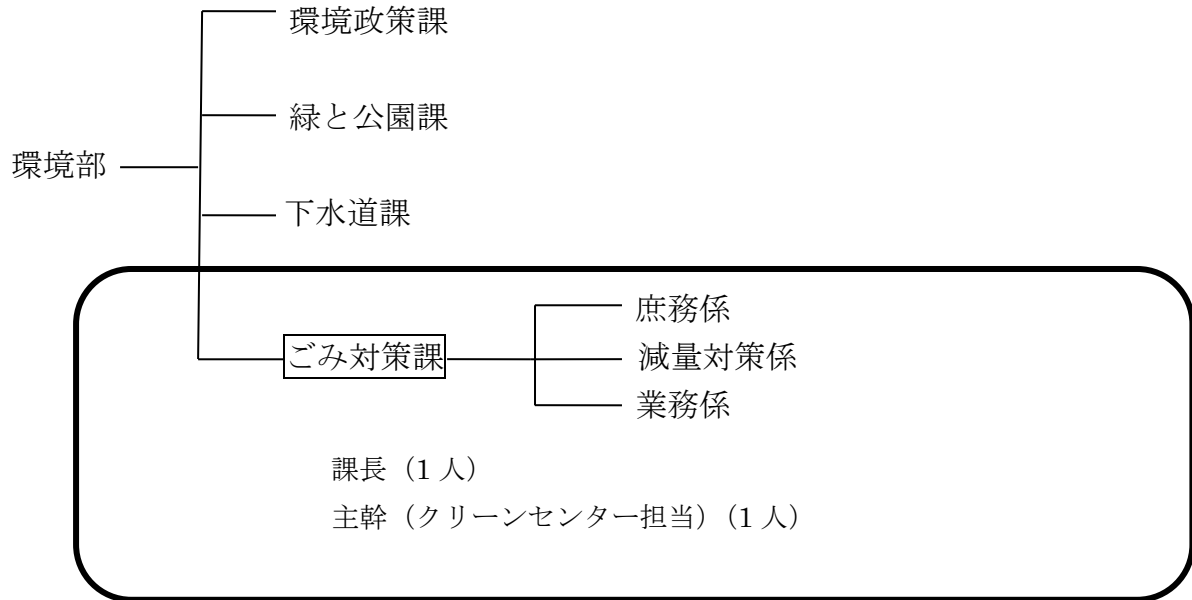 環境政策課
緑と公園課
環境部
下水道課
庶務係
ごみ対策課
減量対策係
業務係
課長（1 人）
主幹（クリーンセンター担当）（1 人）